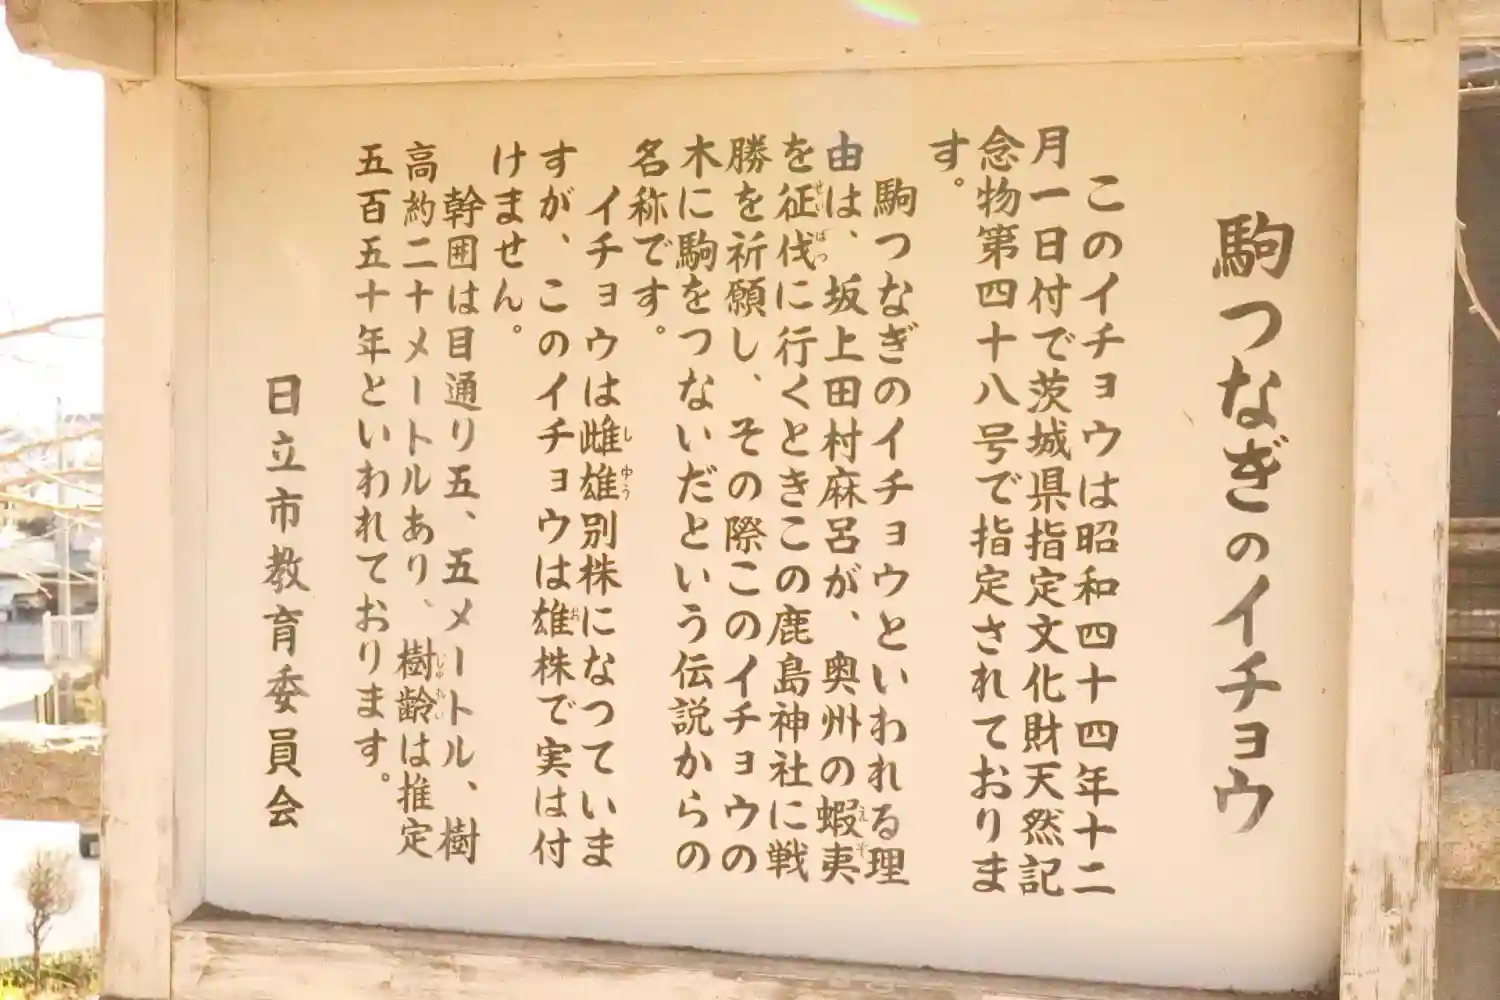 駒つなぎのイチョウ
このイチョウは昭和四十四年十二
月一日付で茨城県指定文化財天然記
念物第四十八号で指定されておりま
す。
駒つなぎのイチョウといわれる理
由は、坂上田村麻呂が、奥州の蝦夷
を征伐に行くときこの鹿島神社に戦
勝を祈願し、その際このイチョウの
木に駒をつないだという伝説からの
名称です。
イチョウは雌雄別株になっていま
すが、このイチョウは雄株で実は付
けません。
幹囲は目通り五、五メートル、樹
高約二十メートルあり、樹齢は推定
五百五十年といわれております。
日立市教育委員会